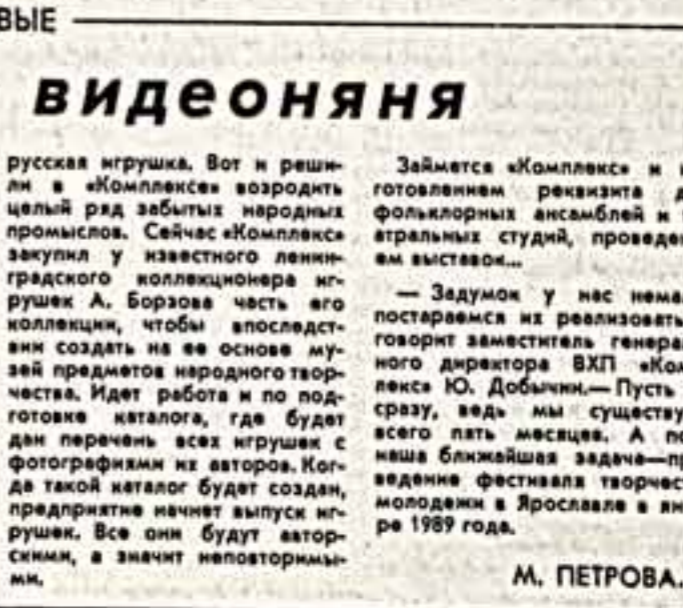 ВЫЕ
видеоняня
русская игрушка. Вот и реши-
ли в «Комплексе» возродить
целый ряд забытых народных
промыслов. Сейчас «Комплекс»
закупил у известного ленин-
градского коллекционера иг-
рушек А. Борзова часть его
коллекции, чтобы впоследст-
вии создать на ее основе му-
зей предметов народного твор-
чества. Идет работа и по под-
готовке каталога, где будет
дан перечень всех игрушек с
фотографиями их авторов. Ког-
да такой каталог будет создан,
предприятие начнет выпуск иг-
рушек. Все они будут автор-
скими, а значит неповторимы-
ми.
Займется «Комплекс» и и
готовлением реквизита д
фольклорных ансамблей и
атральных студий, проведен
ем выставок...
— Задумок у нас нема
постараемся их реализовать
говорит заместитель генерал
ного директора ВХП «Ком
лекс» Ю. Добычин.— Пусть
сразу, ведь мы существу
всего пять месяцев. А по
наша ближайшая задача—пр
ведение фестиваля творчес
молодежи в Ярославле в ян
ре 1989 года.
М. ПЕТРОВА.